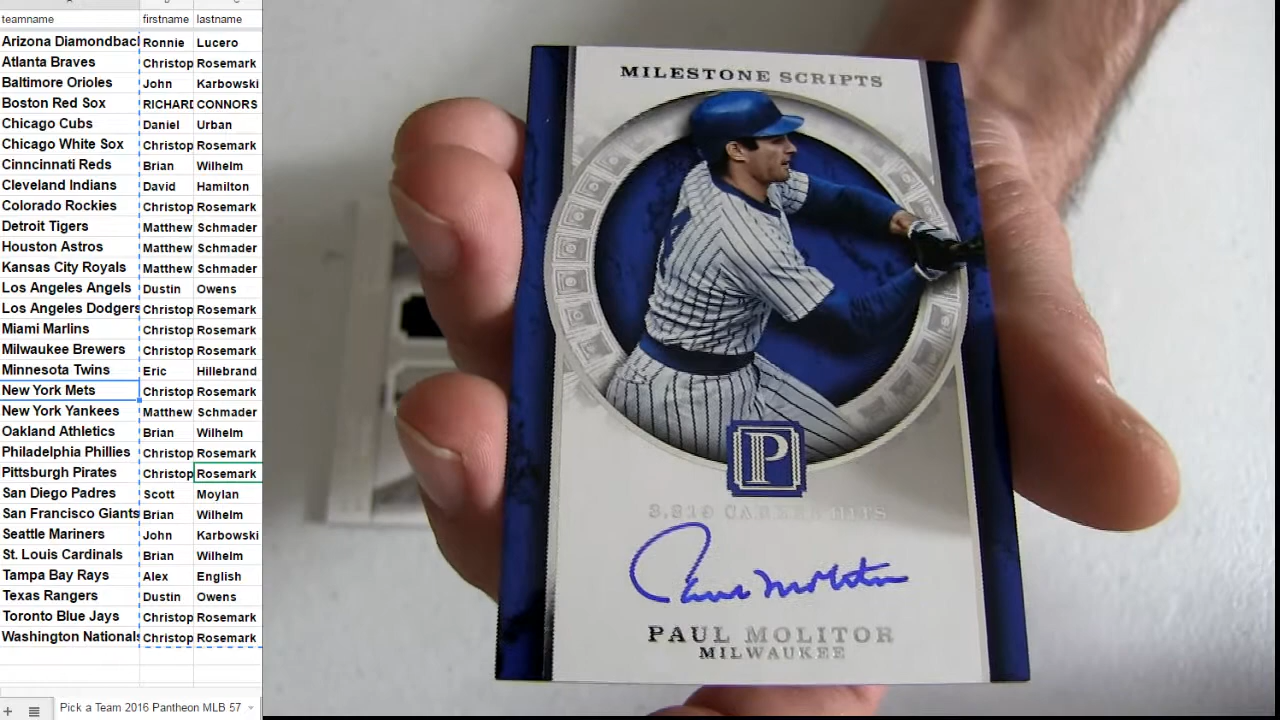 teamname firstname lastname
Arizona Diamondbac Ronnie Lucero
Atlanta Braves Christop Rosemark
Baltimore Orioles John Karbowski
Boston Red Sox RICHARD CONNORS
Chicago Cubs Daniel Urban
Chicago White Sox Christop Rosemark
Cinncinnati Reds Brian Wilhelm
Cleveland Indians David Hamilton
Colorado Rockies Christop Rosemark
Detroit Tigers Matthew Schmader
Houston Astros Matthew Schmader
Kansas City Royals Matthew Schmader
Los Angeles Angels Dustin Owens
Los Angeles Dodgers Christop Rosemark
Miami Marlins Christop Rosemark
Milwaukee Brewers Christop Rosemark
Minnesota Twins Eric Hillebrand
New York Mets Christop Rosemark
New York Yankees Matthew Schmader
Oakland Athletics Brian Wilhelm
Philadelphia Phillies Christop Rosemark
Pittsburgh Pirates Christop Rosemark
San Diego Padres Scott Moylan
San Francisco Giants Brian Wilhelm
Seattle Mariners John Karbowski
St. Louis Cardinals Brian Wilhelm
Tampa Bay Rays Alex English
Texas Rangers Dustin Owens
Toronto Blue Jays Christop Rosemark
Washington Nationals Christop Rosemark
Pick a Team 2016 Pantheon MLB 57
MILESTONE SCRIPTS
P
3,319 CAREER HITS
Paul Molitor
PAUL MOLITOR
MILWAUKEE